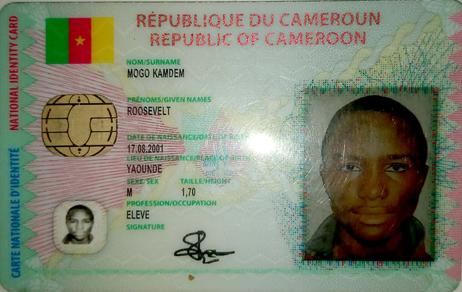 RÉPUBLIQUE DU CAMEROUN
REPUBLIC OF CAMEROON
CARTE NATIONALE D'IDENTITÉ NATIONAL IDENTITY CARD
NOM/SURNAME
MOGO KAMDEM
PRÉNOMS/GIVEN NAMES
ROOSEVELT
DATE DE NAISSANCE/DATE OF BIRTH
17.08.2001
LIEU DE NAISSANCE/PLACE OF BIRTH
YAOUNDE
SEXE/SEX TAILLE/HEIGHT
M 1,70
PROFESSION/OCCUPATION
ELEVE
SIGNATURE